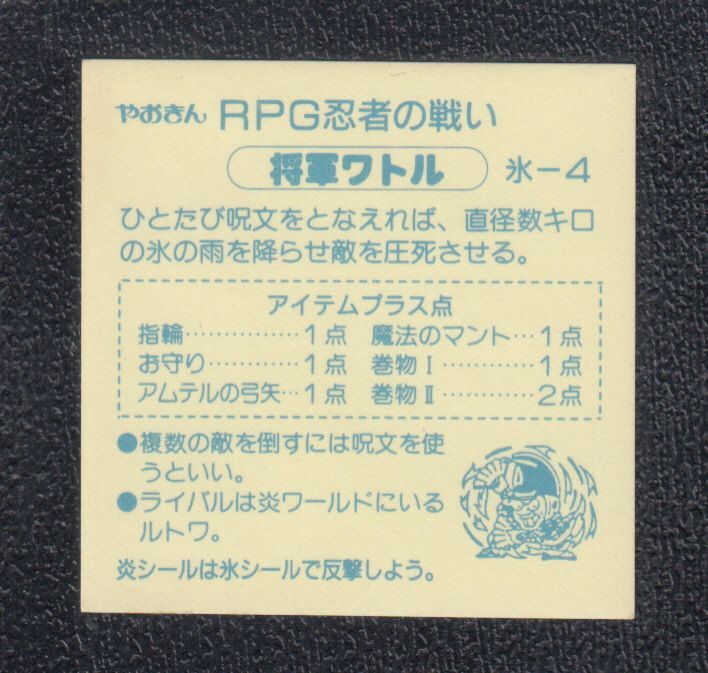 やおきん RPG忍者の戦い
将軍ワトル 氷ー4
ひとたび呪文をとなえれば、直径数キロ
の氷の雨を降らせ敵を圧死させる。
アイテムプラス点
指輪……………1点 魔法のマント…1点
お守り…………1点 巻物Ⅰ…………1点
アムテルの弓矢…1点 巻物Ⅱ…………2点
●複数の敵を倒すには呪文を使
うといい。
●ライバルは炎ワールドにいる
ルトワ。
炎シールは氷シールで反撃しよう。